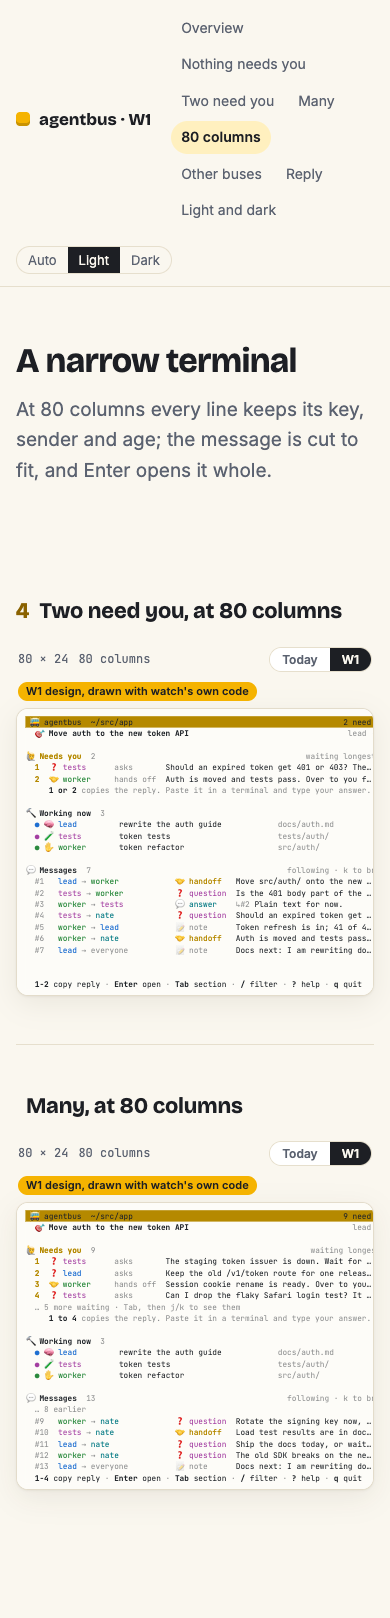 agentbus · W1
Overview
Nothing needs you
Two need you Many
80 columns
Other buses Reply
Light and dark
Auto Light Dark
A narrow terminal
At 80 columns every line keeps its key,
sender and age; the message is cut to
fit, and Enter opens it whole.
4 Two need you, at 80 columns
80 × 24 80 columns Today W1
W1 design, drawn with watch's own code
agentbus ~/src/app 2 need
Move auth to the new token API lead
Needs you 2 waiting longes
1 tests asks Should an expired token get 401 or 403? The…
2 worker hands off Auth is moved and tests pass. Over to you f…
1 or 2 copies the reply. Paste it in a terminal and type your answer.
Working now 3
lead rewrite the auth guide docs/auth.md
tests token tests tests/auth/
worker token refactor src/auth/
Messages 7 following · k to br
#1 lead → worker handoff Move src/auth/ onto the new …
#2 tests → worker question Is the 401 body part of the …
#3 worker → tests answer ↳#2 Plain text for now.
#4 tests → nate question Should an expired token get …
#5 worker → lead note Token refresh is in; 41 of 4…
#6 worker → nate handoff Auth is moved and tests pass…
#7 lead → everyone note Docs next: I am rewriting do…
1-2 copy reply · Enter open · Tab section · / filter · ? help · q quit
Many, at 80 columns
80 × 24 80 columns Today W1
W1 design, drawn with watch's own code
agentbus ~/src/app 9 need
Move auth to the new token API lead
Needs you 9 waiting longes
1 tests asks The staging token issuer is down. Wait for …
2 lead asks Keep the old /v1/token route for one releas…
3 worker hands off Session cookie rename is ready. Over to you…
4 tests asks Can I drop the flaky Safari login test? It …
… 5 more waiting · Tab, then j/k to see them
1 to 4 copies the reply. Paste it in a terminal and type your answer.
Working now 3
lead rewrite the auth guide docs/auth.md
tests token tests tests/auth/
worker token refactor src/auth/
Messages 13 following · k to br
… 8 earlier
#9 worker → nate question Rotate the signing key now, …
#10 tests → nate handoff Load test results are in doc…
#11 lead → nate question Ship the docs today, or wait…
#12 worker → nate question The old SDK breaks on the ne…
#13 lead → everyone note Docs next: I am rewriting do…
1-4 copy reply · Enter open · Tab section · / filter · ? help · q quit